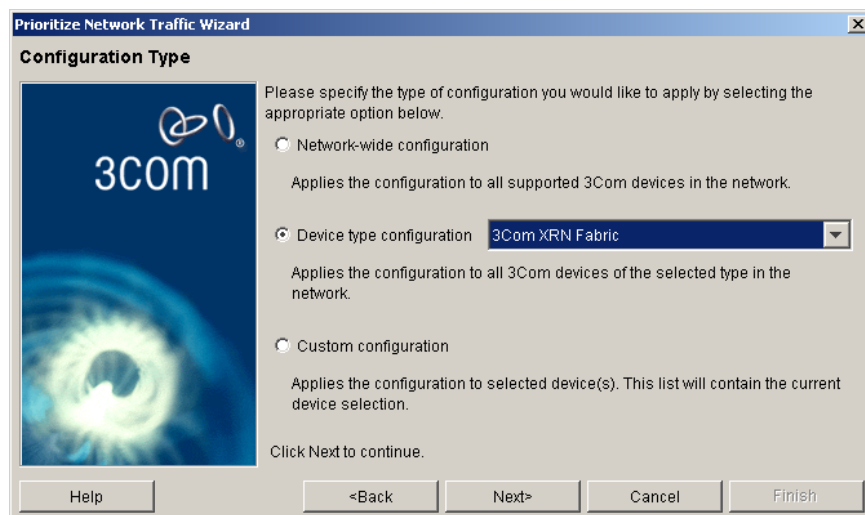 Prioritize Network Traffic Wizard
Configuration Type
Please specify the type of configuration you would like to apply by selecting the
appropriate option below.
Network-wide configuration
Applies the configuration to all supported 3Com devices in the network.
Device type configuration 3Com XRN Fabric
Applies the configuration to all 3Com devices of the selected type in the
network.
Custom configuration
Applies the configuration to selected device(s). This list will contain the current
device selection.
Click Next to continue.
3COM ®
Help <Back Next> Cancel Finish